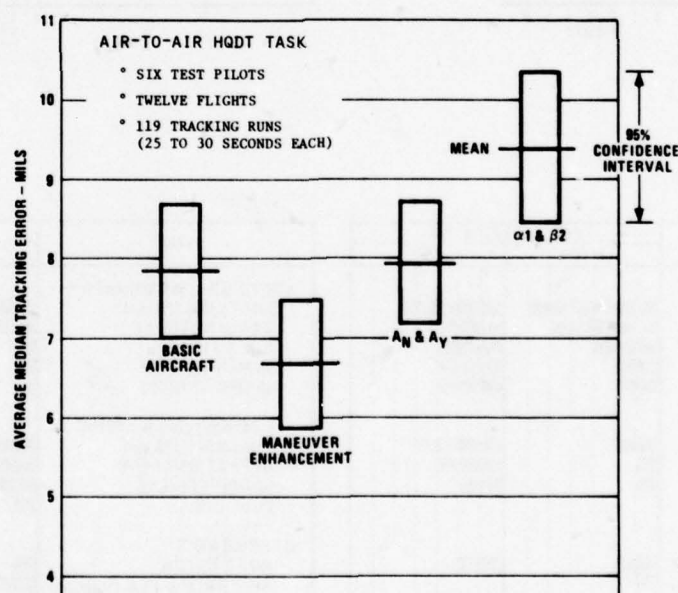 11
10
9
8
7
6
5
4
AVERAGE MEDIAN TRACKING ERROR – MILS
AIR-TO-AIR HQDT TASK
° SIX TEST PILOTS
° TWELVE FLIGHTS
° 119 TRACKING RUNS
(25 TO 30 SECONDS EACH)
MEAN
95%
CONFIDENCE
INTERVAL
α1 & β2
BASIC
AIRCRAFT
A_N & A_Y
MANEUVER
ENHANCEMENT